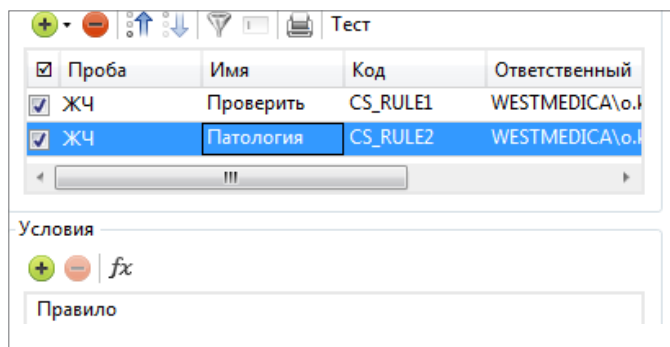 Тест
Проба Имя Код Ответственный
ЖЧ Проверить CS_RULE1 WESTMEDICA\o.k
ЖЧ Патология CS_RULE2 WESTMEDICA\o.k
Условия
fx
Правило